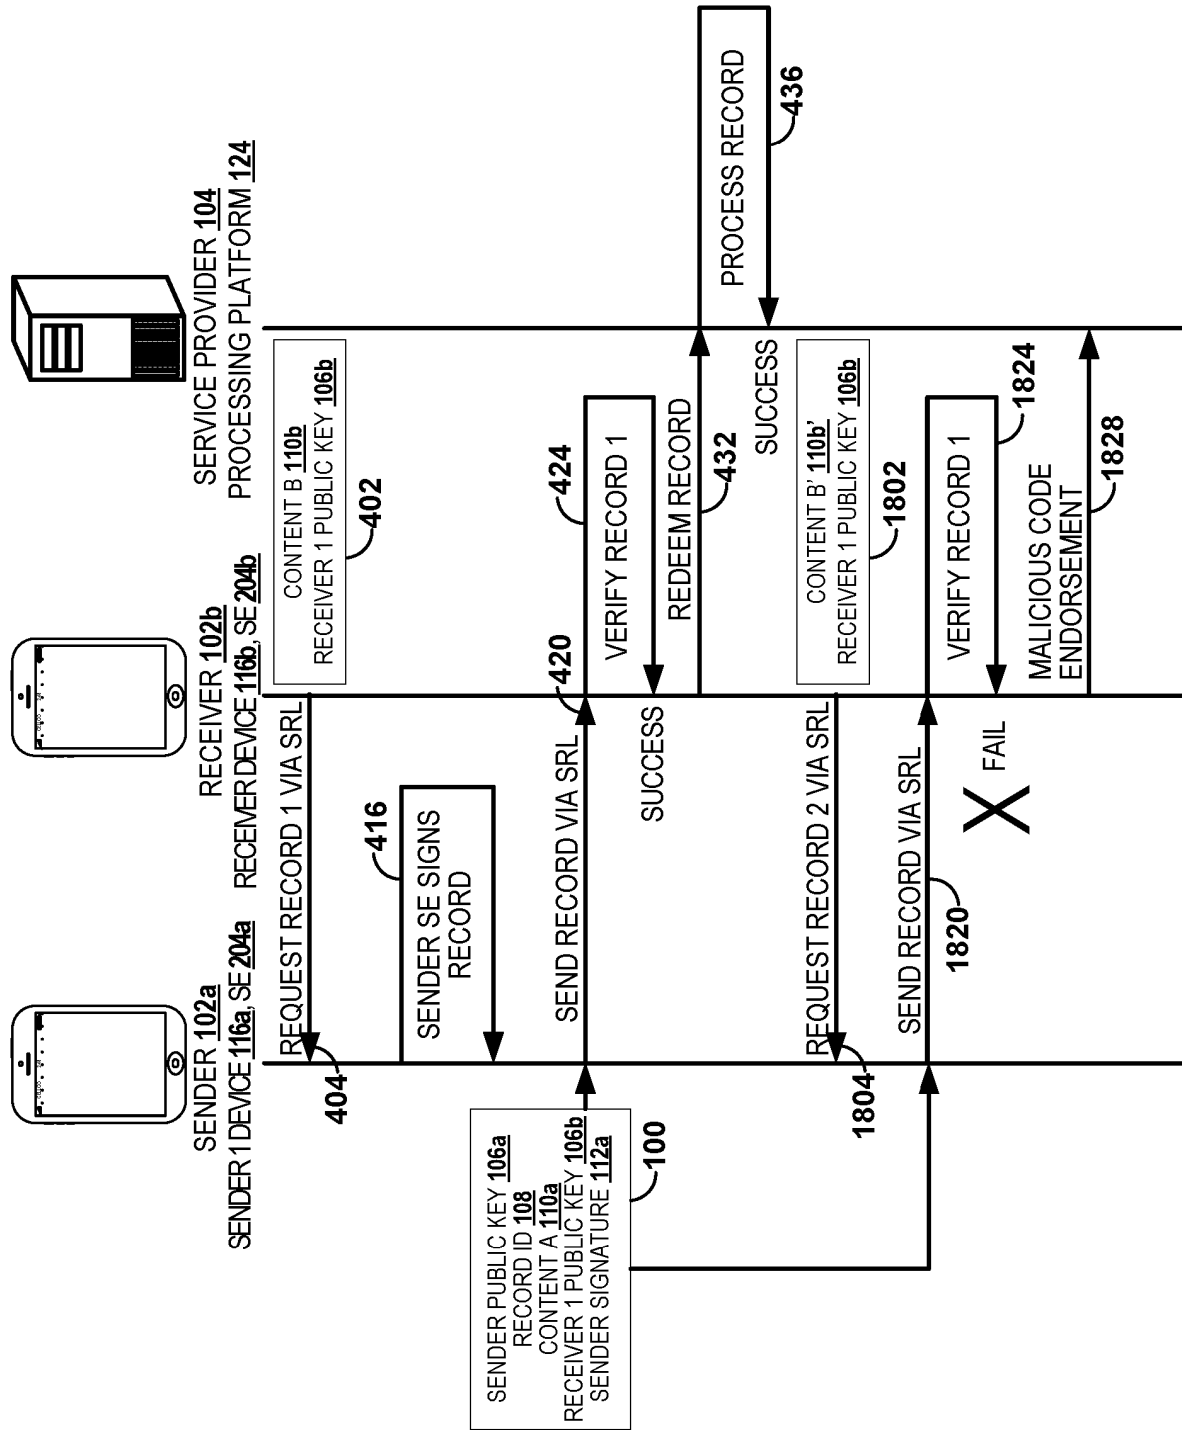 SENDER 102a
SENDER 1 DEVICE 116a, SE 204a
RECEIVER 102b
RECEIVER DEVICE 116b, SE 204b
SERVICE PROVIDER 104
PROCESSING PLATFORM 124
CONTENT B 110b
RECEIVER 1 PUBLIC KEY 106b
402
REQUEST RECORD 1 VIA SRL
404
416
SENDER SE SIGNS
RECORD
SENDER PUBLIC KEY 106a
RECORD ID 108
CONTENT A 110a
RECEIVER 1 PUBLIC KEY 106b
SENDER SIGNATURE 112a
100
SEND RECORD VIA SRL
420
424
VERIFY RECORD 1
SUCCESS
REDEEM RECORD
432
PROCESS RECORD
436
SUCCESS
CONTENT B' 110b'
RECEIVER 1 PUBLIC KEY 106b
1802
REQUEST RECORD 2 VIA SRL
1804
SEND RECORD VIA SRL
1820
VERIFY RECORD 1
1824
X FAIL
MALICIOUS CODE
ENDORSEMENT
1828